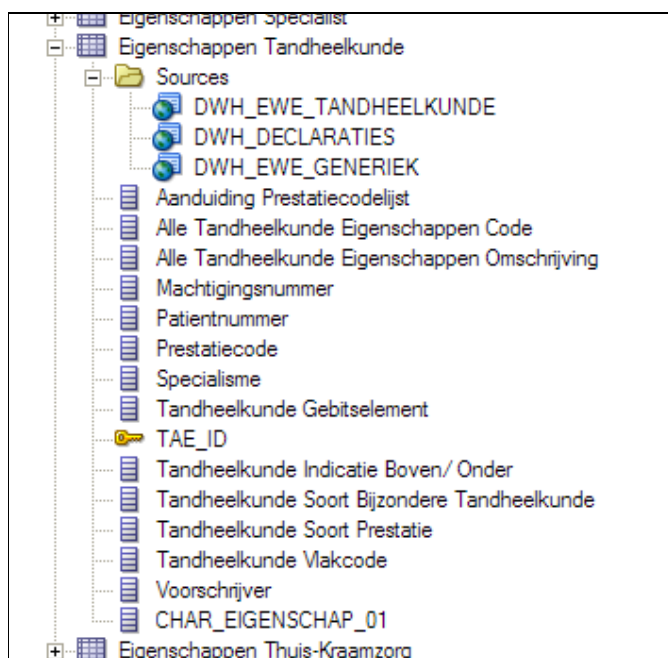 Eigenschappen Specialist
Eigenschappen Tandheelkunde
Sources
DWH_EWE_TANDHEELKUNDE
DWH_DECLARATIES
DWH_EWE_GENERIEK
Aanduiding Prestatiecodelijst
Alle Tandheelkunde Eigenschappen Code
Alle Tandheelkunde Eigenschappen Omschrijving
Machtigingsnummer
Patientnummer
Prestatiecode
Specialisme
Tandheelkunde Gebitselement
TAE_ID
Tandheelkunde Indicatie Boven/ Onder
Tandheelkunde Soort Bijzondere Tandheelkunde
Tandheelkunde Soort Prestatie
Tandheelkunde Vlakcode
Voorschrijver
CHAR_EIGENSCHAP_01
Eigenschappen Thuis-Kraamzorg